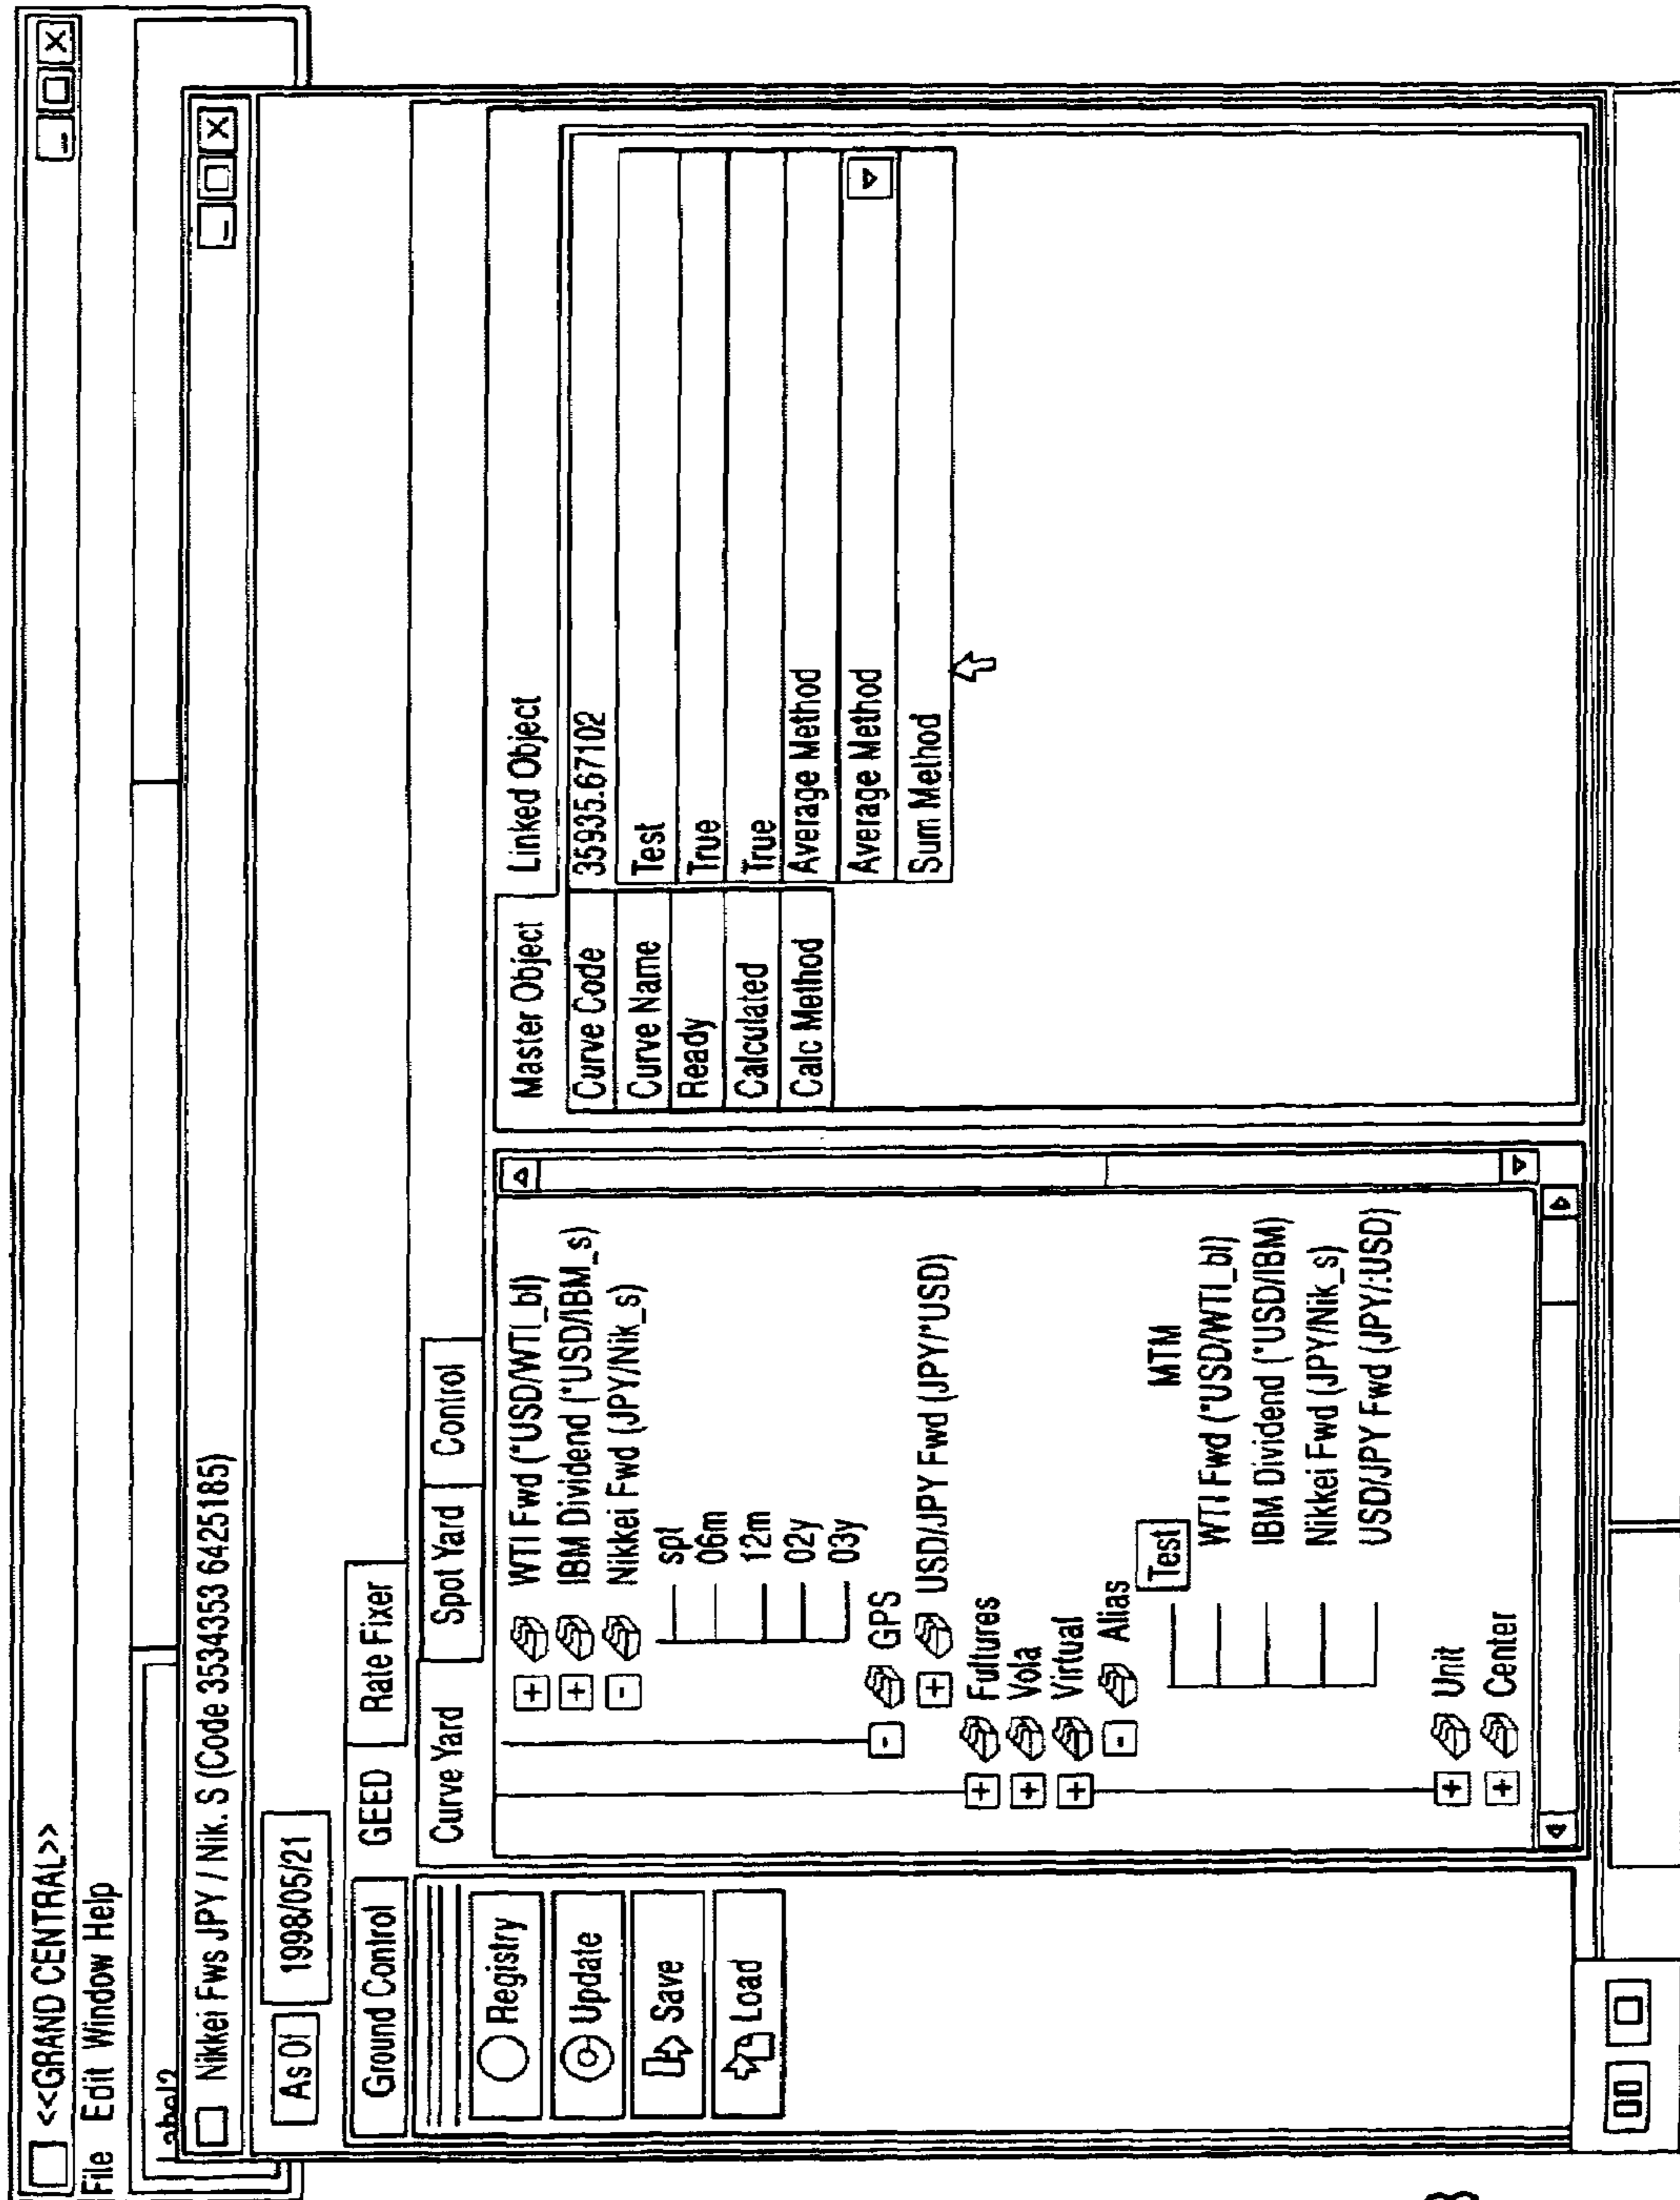 <<GRAND CENTRAL>>
File Edit Window Help
Nikkei Fws JPY / Nik. S (Code 3534353 6425185)
As Of 1998/05/21
Ground Control GEED Rate Fixer
Curve Yard Spot Yard Control
Registry
Update
Save
Load
WTI Fwd (*USD/WTI_bl)
IBM Dividend (*USD/IBM_s)
Nikkei Fwd (JPY/Nik_s)
spt
06m
12m
02y
03y
GPS
USD/JPY Fwd (JPY/*USD)
Fultures
Vola
Virtual
Alias
Test MTM
WTI Fwd (*USD/WTI_bl)
IBM Dividend (*USD/IBM)
Nikkei Fwd (JPY/Nik_s)
USD/JPY Fwd (JPY/:USD)
Unit
Center
Master Object Linked Object
Curve Code 35935.67102
Curve Name Test
Ready True
Calculated True
Calc Method Average Method
Average Method
Sum Method